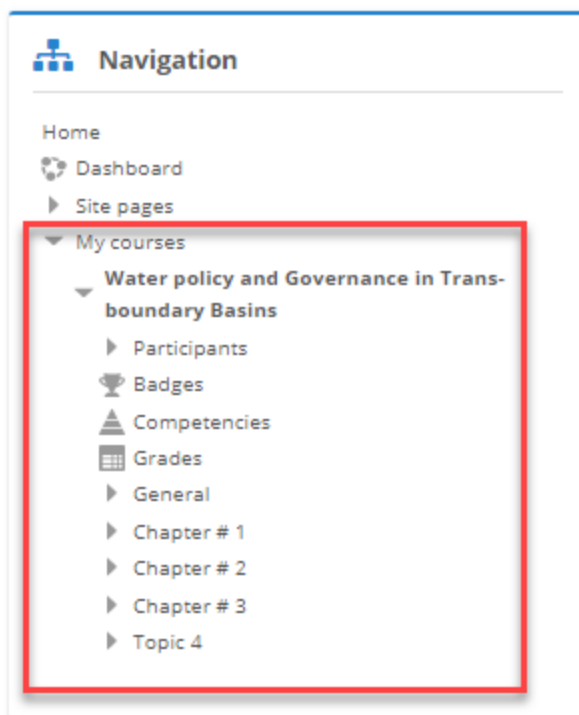 Navigation
Home
Dashboard
Site pages
My courses
Water policy and Governance in Trans-
boundary Basins
Participants
Badges
Competencies
Grades
General
Chapter # 1
Chapter # 2
Chapter # 3
Topic 4